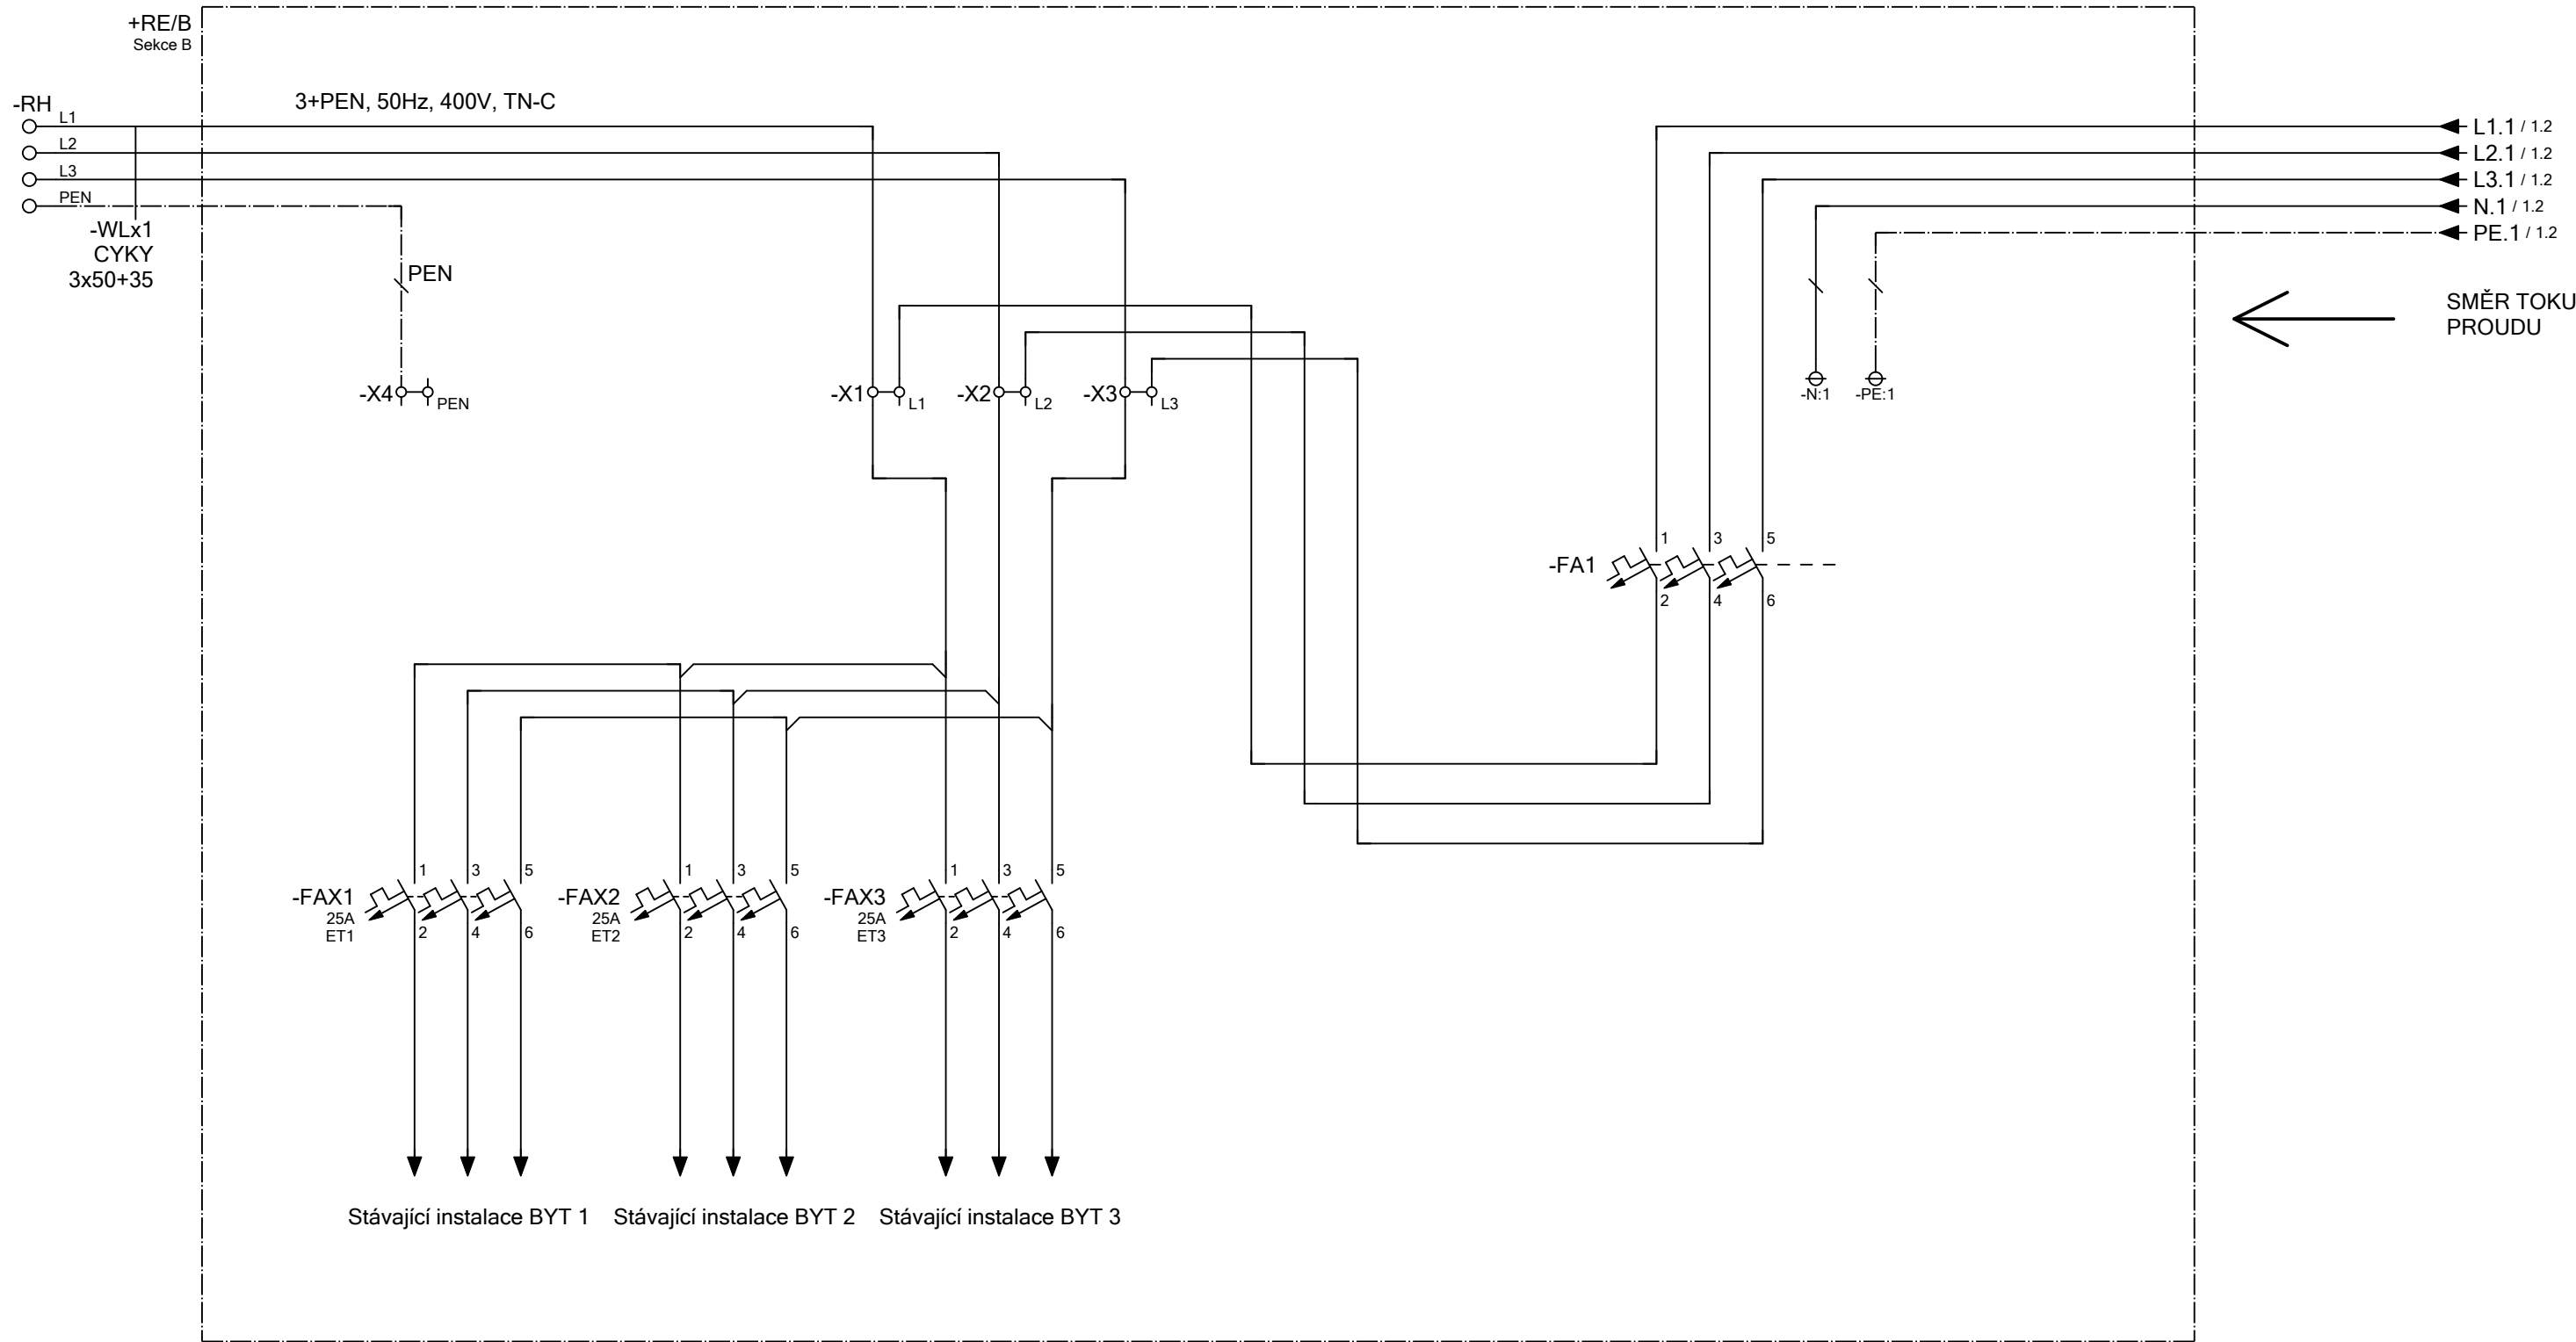 +RE/B
Sekce B
3+PEN, 50Hz, 400V, TN-C
-RH
L1
L2
L3
PEN
-WLx1
CYKY
3x50+35
L1.1 / 1.2
L2.1 / 1.2
L3.1 / 1.2
N.1 / 1.2
PE.1 / 1.2
PEN
SMĚR TOKU
PROUDU
-X4
PEN
-X1
L1
-X2
L2
-X3
L3
-N:1
-PE:1
-FA1
1
3
5
2
4
6
-FAX1
25A
ET1
1
3
5
2
4
6
-FAX2
25A
ET2
1
3
5
2
4
6
-FAX3
25A
ET3
1
3
5
2
4
6
Stávající instalace BYT 1
Stávající instalace BYT 2
Stávající instalace BYT 3